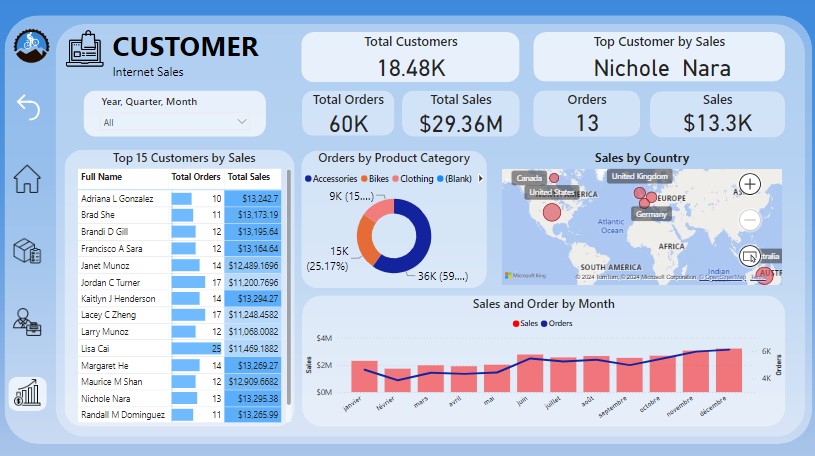 CUSTOMER
Internet Sales
Year, Quarter, Month
All
Total Customers
18.48K
Top Customer by Sales
Nichole Nara
Total Orders
60K
Total Sales
$29.36M
Orders
13
Sales
$13.3K
Top 15 Customers by Sales
Full Name Total Orders Total Sales
Adriana L Gonzalez 10 $13,242.7
Brad She 11 $13,173.19
Brandi D Gill 12 $13,195.64
Francisco A Sara 12 $13,164.64
Janet Munoz 14 $12,489.1696
Jordan C Turner 17 $11,200.7696
Kaitlyn J Henderson 14 $13,294.27
Lacey C Zheng 17 $11,248.4582
Larry Munoz 12 $11,068.0082
Lisa Cai 25 $11,469.1882
Margaret He 14 $13,269.27
Maurice M Shan 12 $12,909.6682
Nichole Nara 13 $13,295.38
Randall M Dominguez 11 $13,265.99
Orders by Product Category
Accessories Bikes Clothing (Blank)
9K (15....)
15K
(25.17%)
36K (59....)
Sales by Country
Canada
United Kingdom
United States
AMERICA
EUROPE
Germany
Atlantic
Ocean
AFRICA
SOUTH AMERICA
Indian
Microsoft Bing
© 2024 TomTom, © 2024 Microsoft Corporation, © OpenStreetMap
Sales and Order by Month
Sales Orders
Sales
$4M
$2M
$0M
Orders
6K
4K
janvier
février
mars
avril
mai
juin
juillet
août
septembre
octobre
novembre
décembre